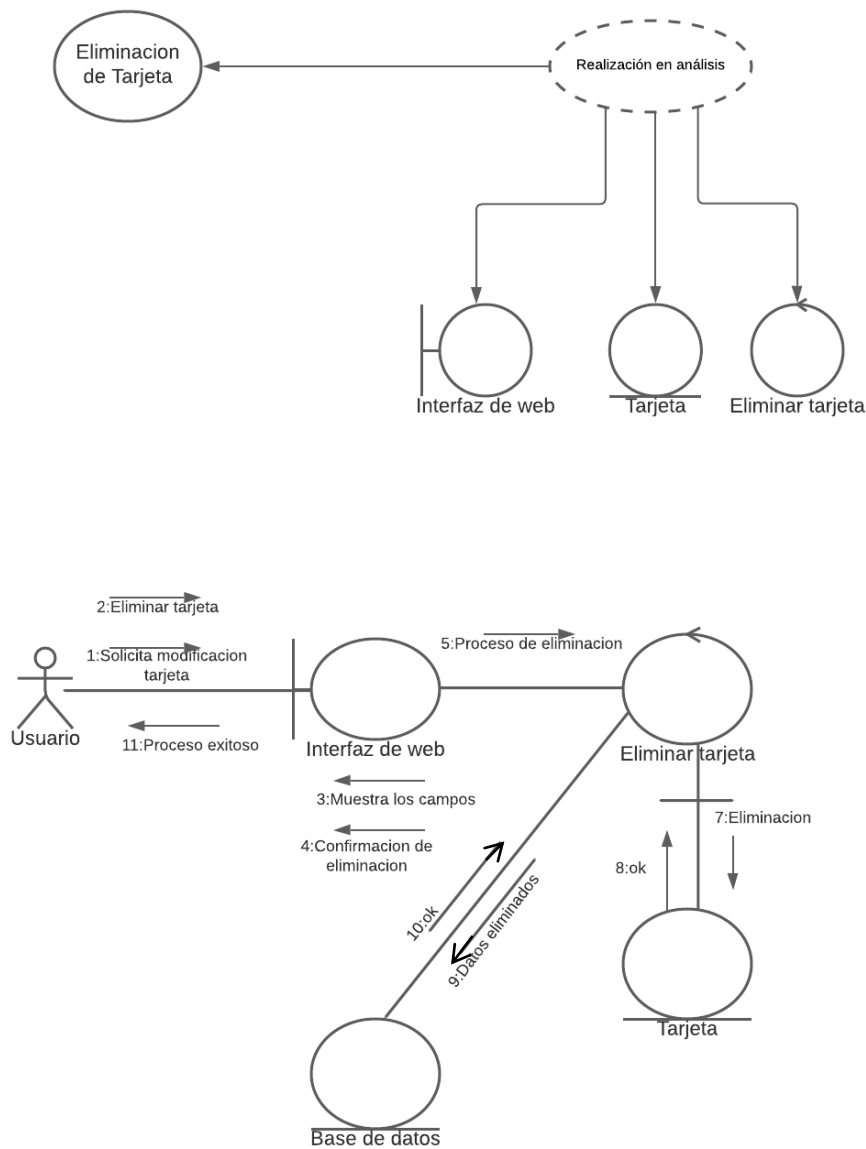 Eliminacion
de Tarjeta
Realización en análisis
Interfaz de web
Tarjeta
Eliminar tarjeta
2:Eliminar tarjeta
1:Solicita modificacion
tarjeta
5:Proceso de eliminacion
Usuario
11:Proceso exitoso
Interfaz de web
Eliminar tarjeta
3:Muestra los campos
4:Confirmacion de
eliminacion
7:Eliminacion
8:ok
10:ok
9:Datos eliminados
Tarjeta
Base de datos